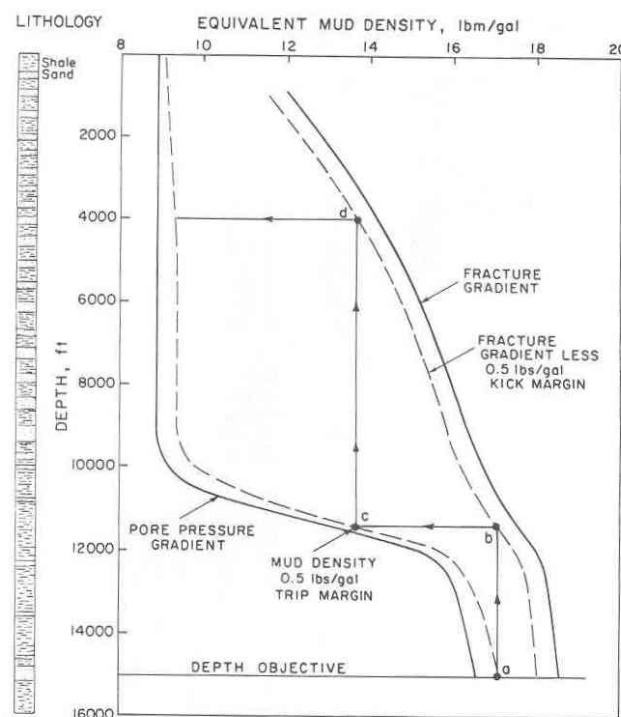 LITHOLOGY
EQUIVALENT MUD DENSITY, lbm/gal
8 10 12 14 16 18 20
Shale
Sand
2000
4000
6000
8000
10000
12000
14000
16000
DEPTH, ft
d
FRACTURE
GRADIENT
FRACTURE
GRADIENT LESS
0.5 lbs/gal
KICK MARGIN
c
b
PORE PRESSURE
GRADIENT
MUD DENSITY
0.5 lbs/gal
TRIP MARGIN
DEPTH OBJECTIVE
a